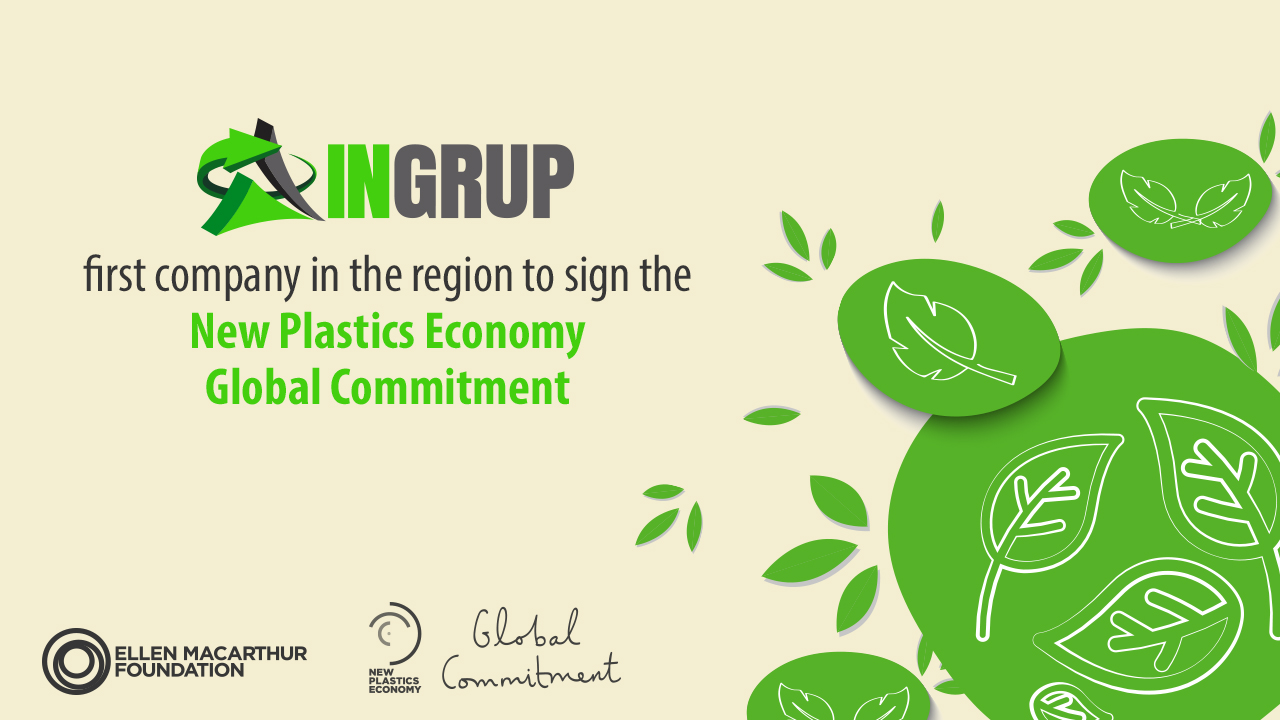 INGRUP
first company in the region to sign the
New Plastics Economy
Global Commitment
ELLEN MACARTHUR
FOUNDATION
NEW
PLASTICS
ECONOMY
Global
Commitment